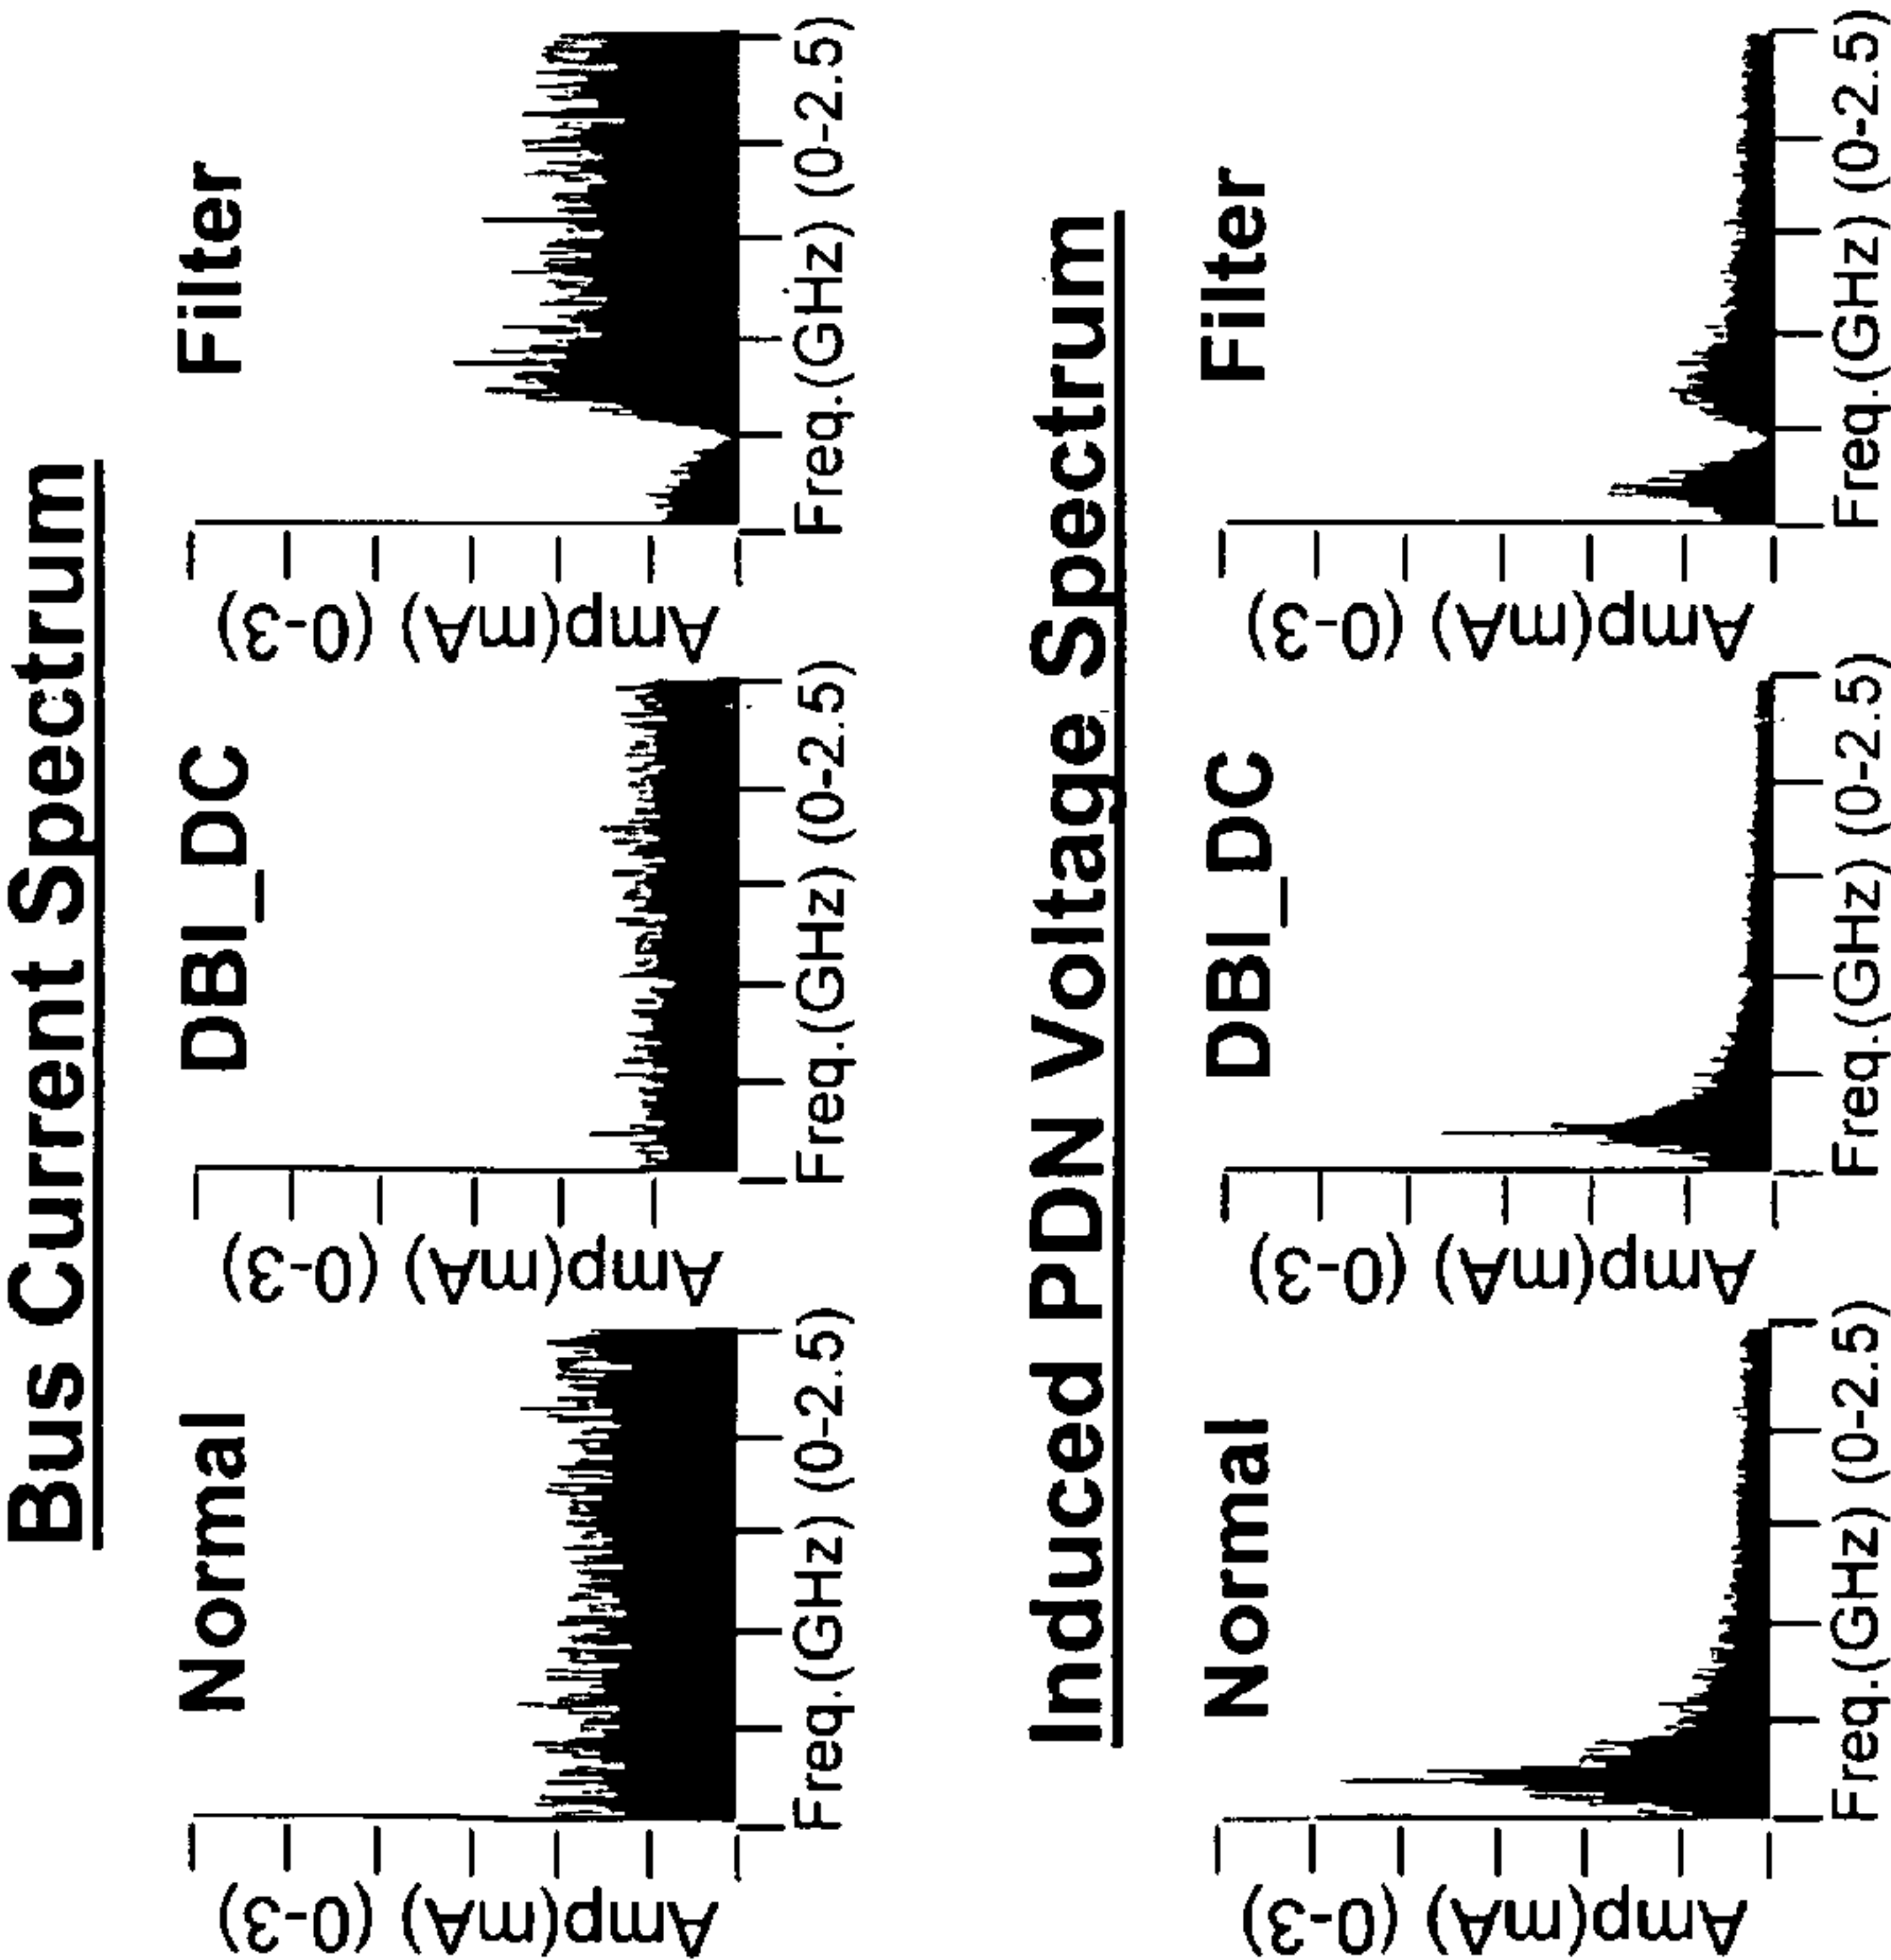 Bus Current Spectrum
Normal
Amp(mA) (0-3)
Freq.(GHz) (0-2.5)
DBI_DC
Amp(mA) (0-3)
Freq.(GHz) (0-2.5)
Filter
Amp(mA) (0-3)
Freq.(GHz) (0-2.5)
Induced PDN Voltage Spectrum
Normal
Amp(mA) (0-3)
Freq.(GHz) (0-2.5)
DBI_DC
Amp(mA) (0-3)
Freq.(GHz) (0-2.5)
Filter
Amp(mA) (0-3)
Freq.(GHz) (0-2.5)